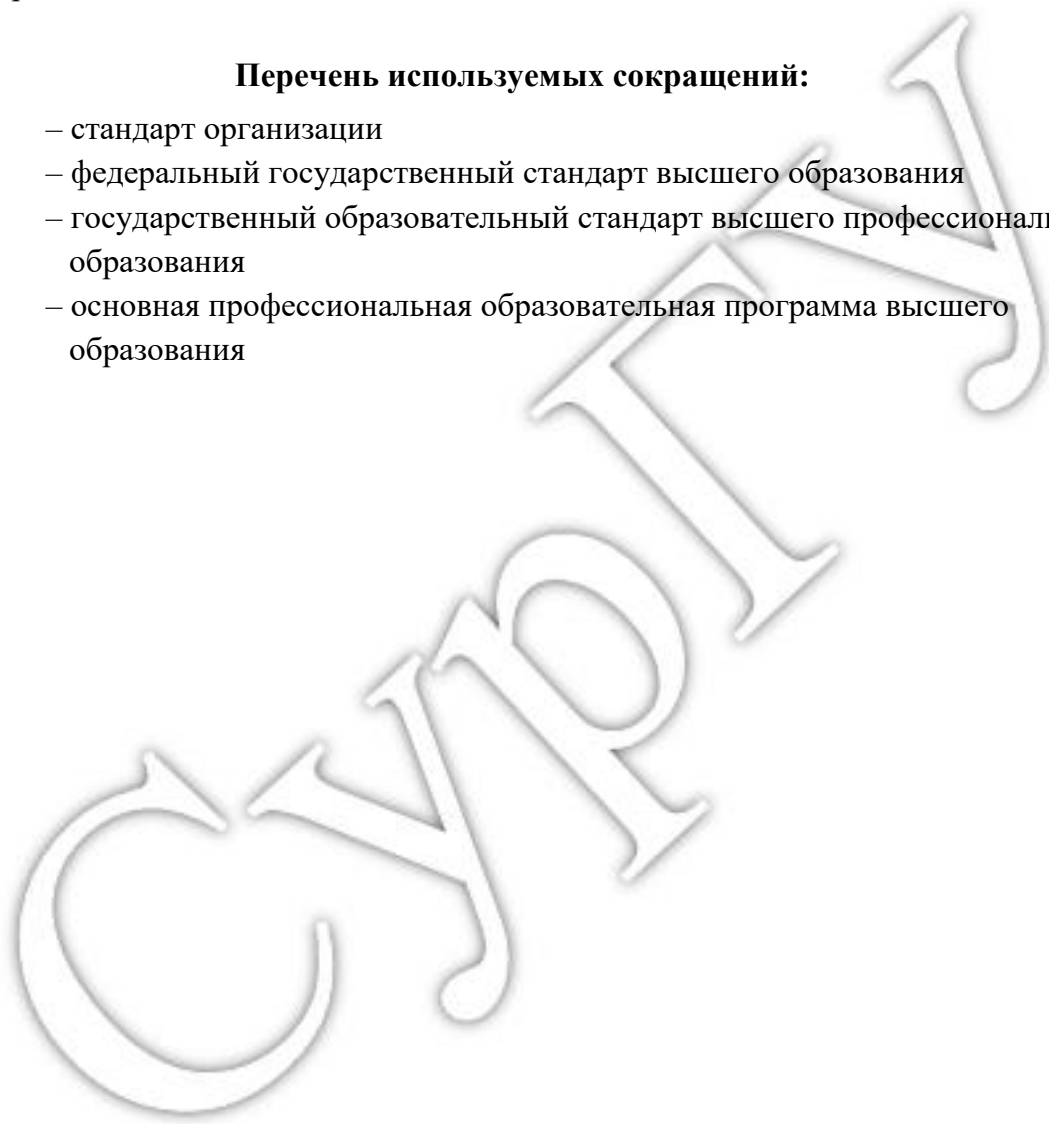 Перечень используемых сокращений:
– стандарт организации
– федеральный государственный стандарт высшего образования
– государственный образовательный стандарт высшего
образования
– основная профессиональная образовательная программа высшего
образования
СурГУ